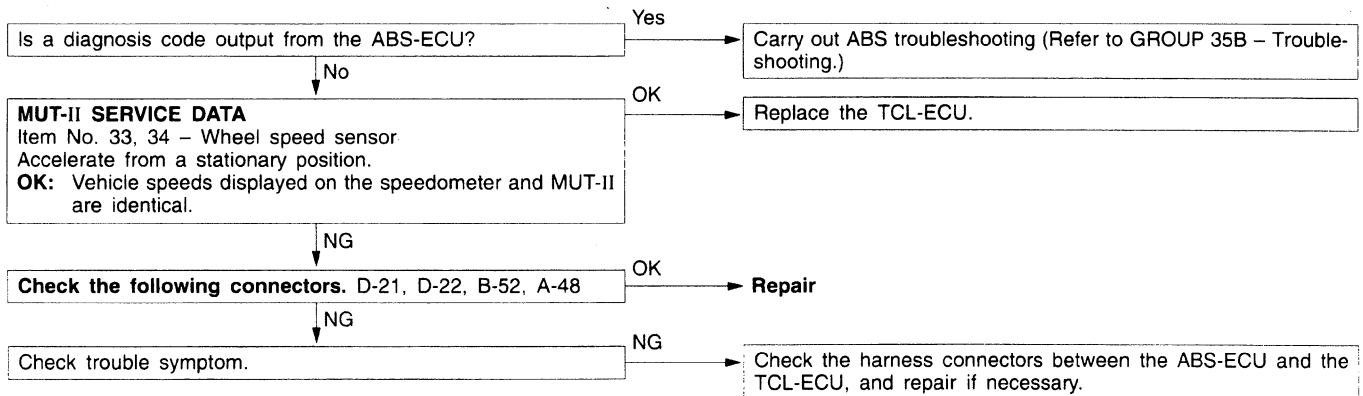 Yes
Is a diagnosis code output from the ABS-ECU?
Carry out ABS troubleshooting (Refer to GROUP 35B – Trouble-
shooting.)
No
OK
MUT-II SERVICE DATA
Item No. 33, 34 – Wheel speed sensor
Accelerate from a stationary position.
OK: Vehicle speeds displayed on the speedometer and MUT-II
are identical.
Replace the TCL-ECU.
NG
OK
Check the following connectors. D-21, D-22, B-52, A-48
Repair
NG
NG
Check trouble symptom.
Check the harness connectors between the ABS-ECU and the
TCL-ECU, and repair if necessary.